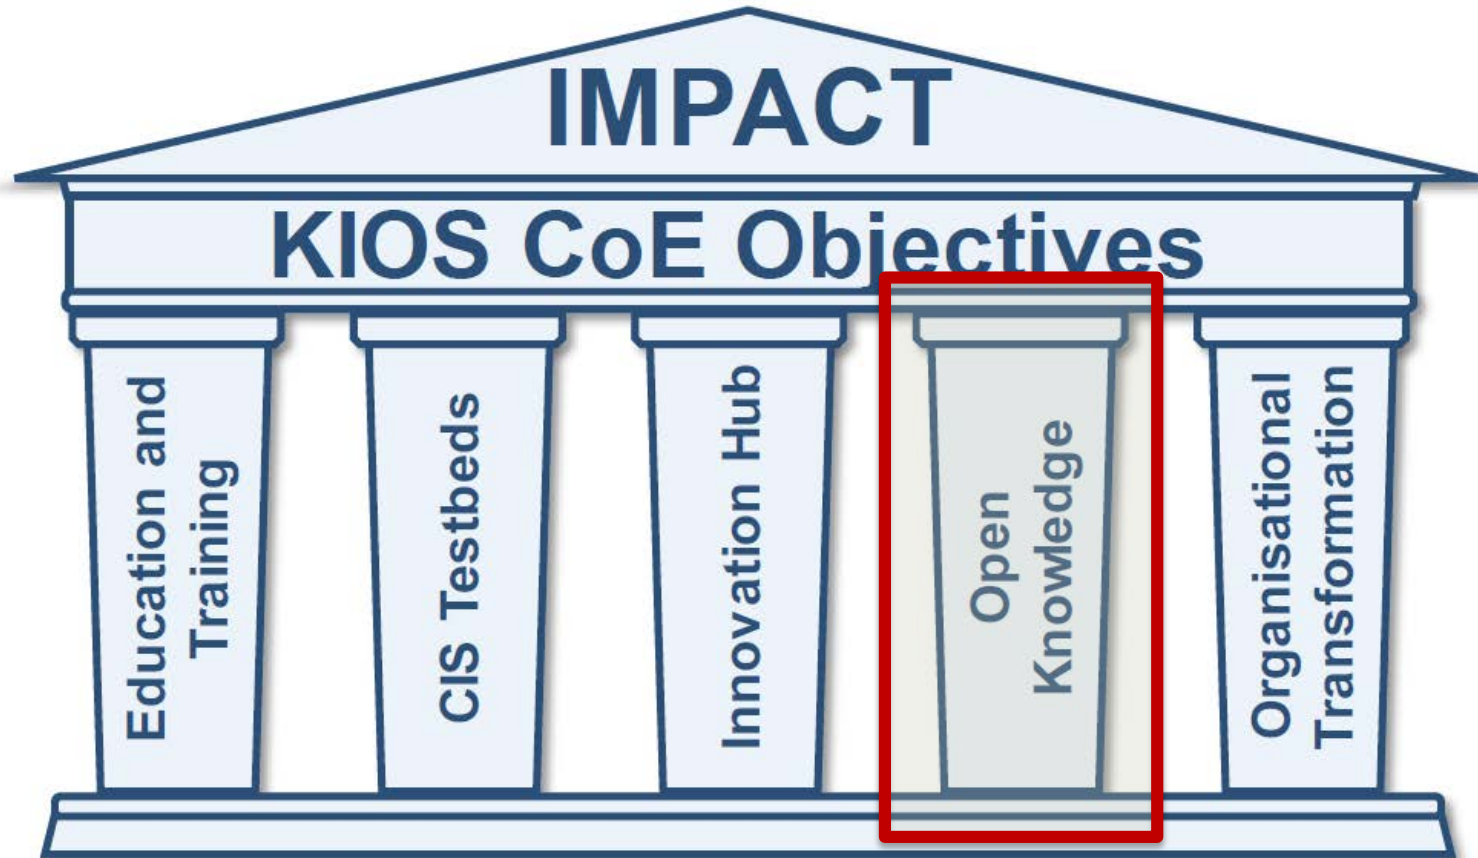 IMPACT
KIOS CoE Objectives
Education and
Training
CIS Testbeds
Innovation Hub
Open
Knowledge
Organisational
Transformation